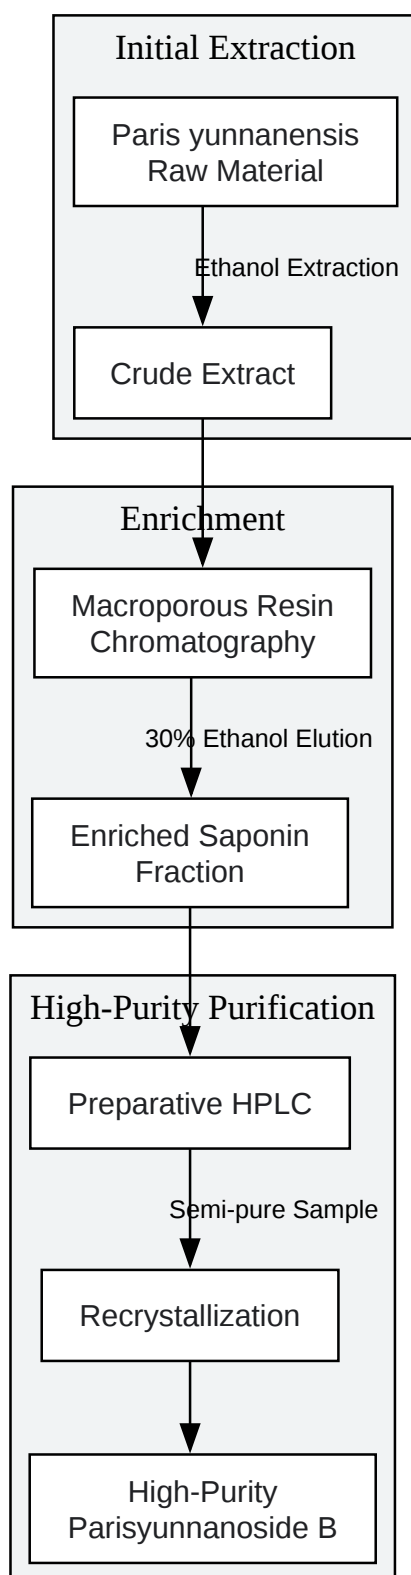 Initial Extraction
Paris yunnanensis
Raw Material
Ethanol Extraction
Crude Extract
Enrichment
Macroporous Resin
Chromatography
30% Ethanol Elution
Enriched Saponin
Fraction
High-Purity Purification
Preparative HPLC
Semi-pure Sample
Recrystallization
High-Purity
Parisyunnanoside B